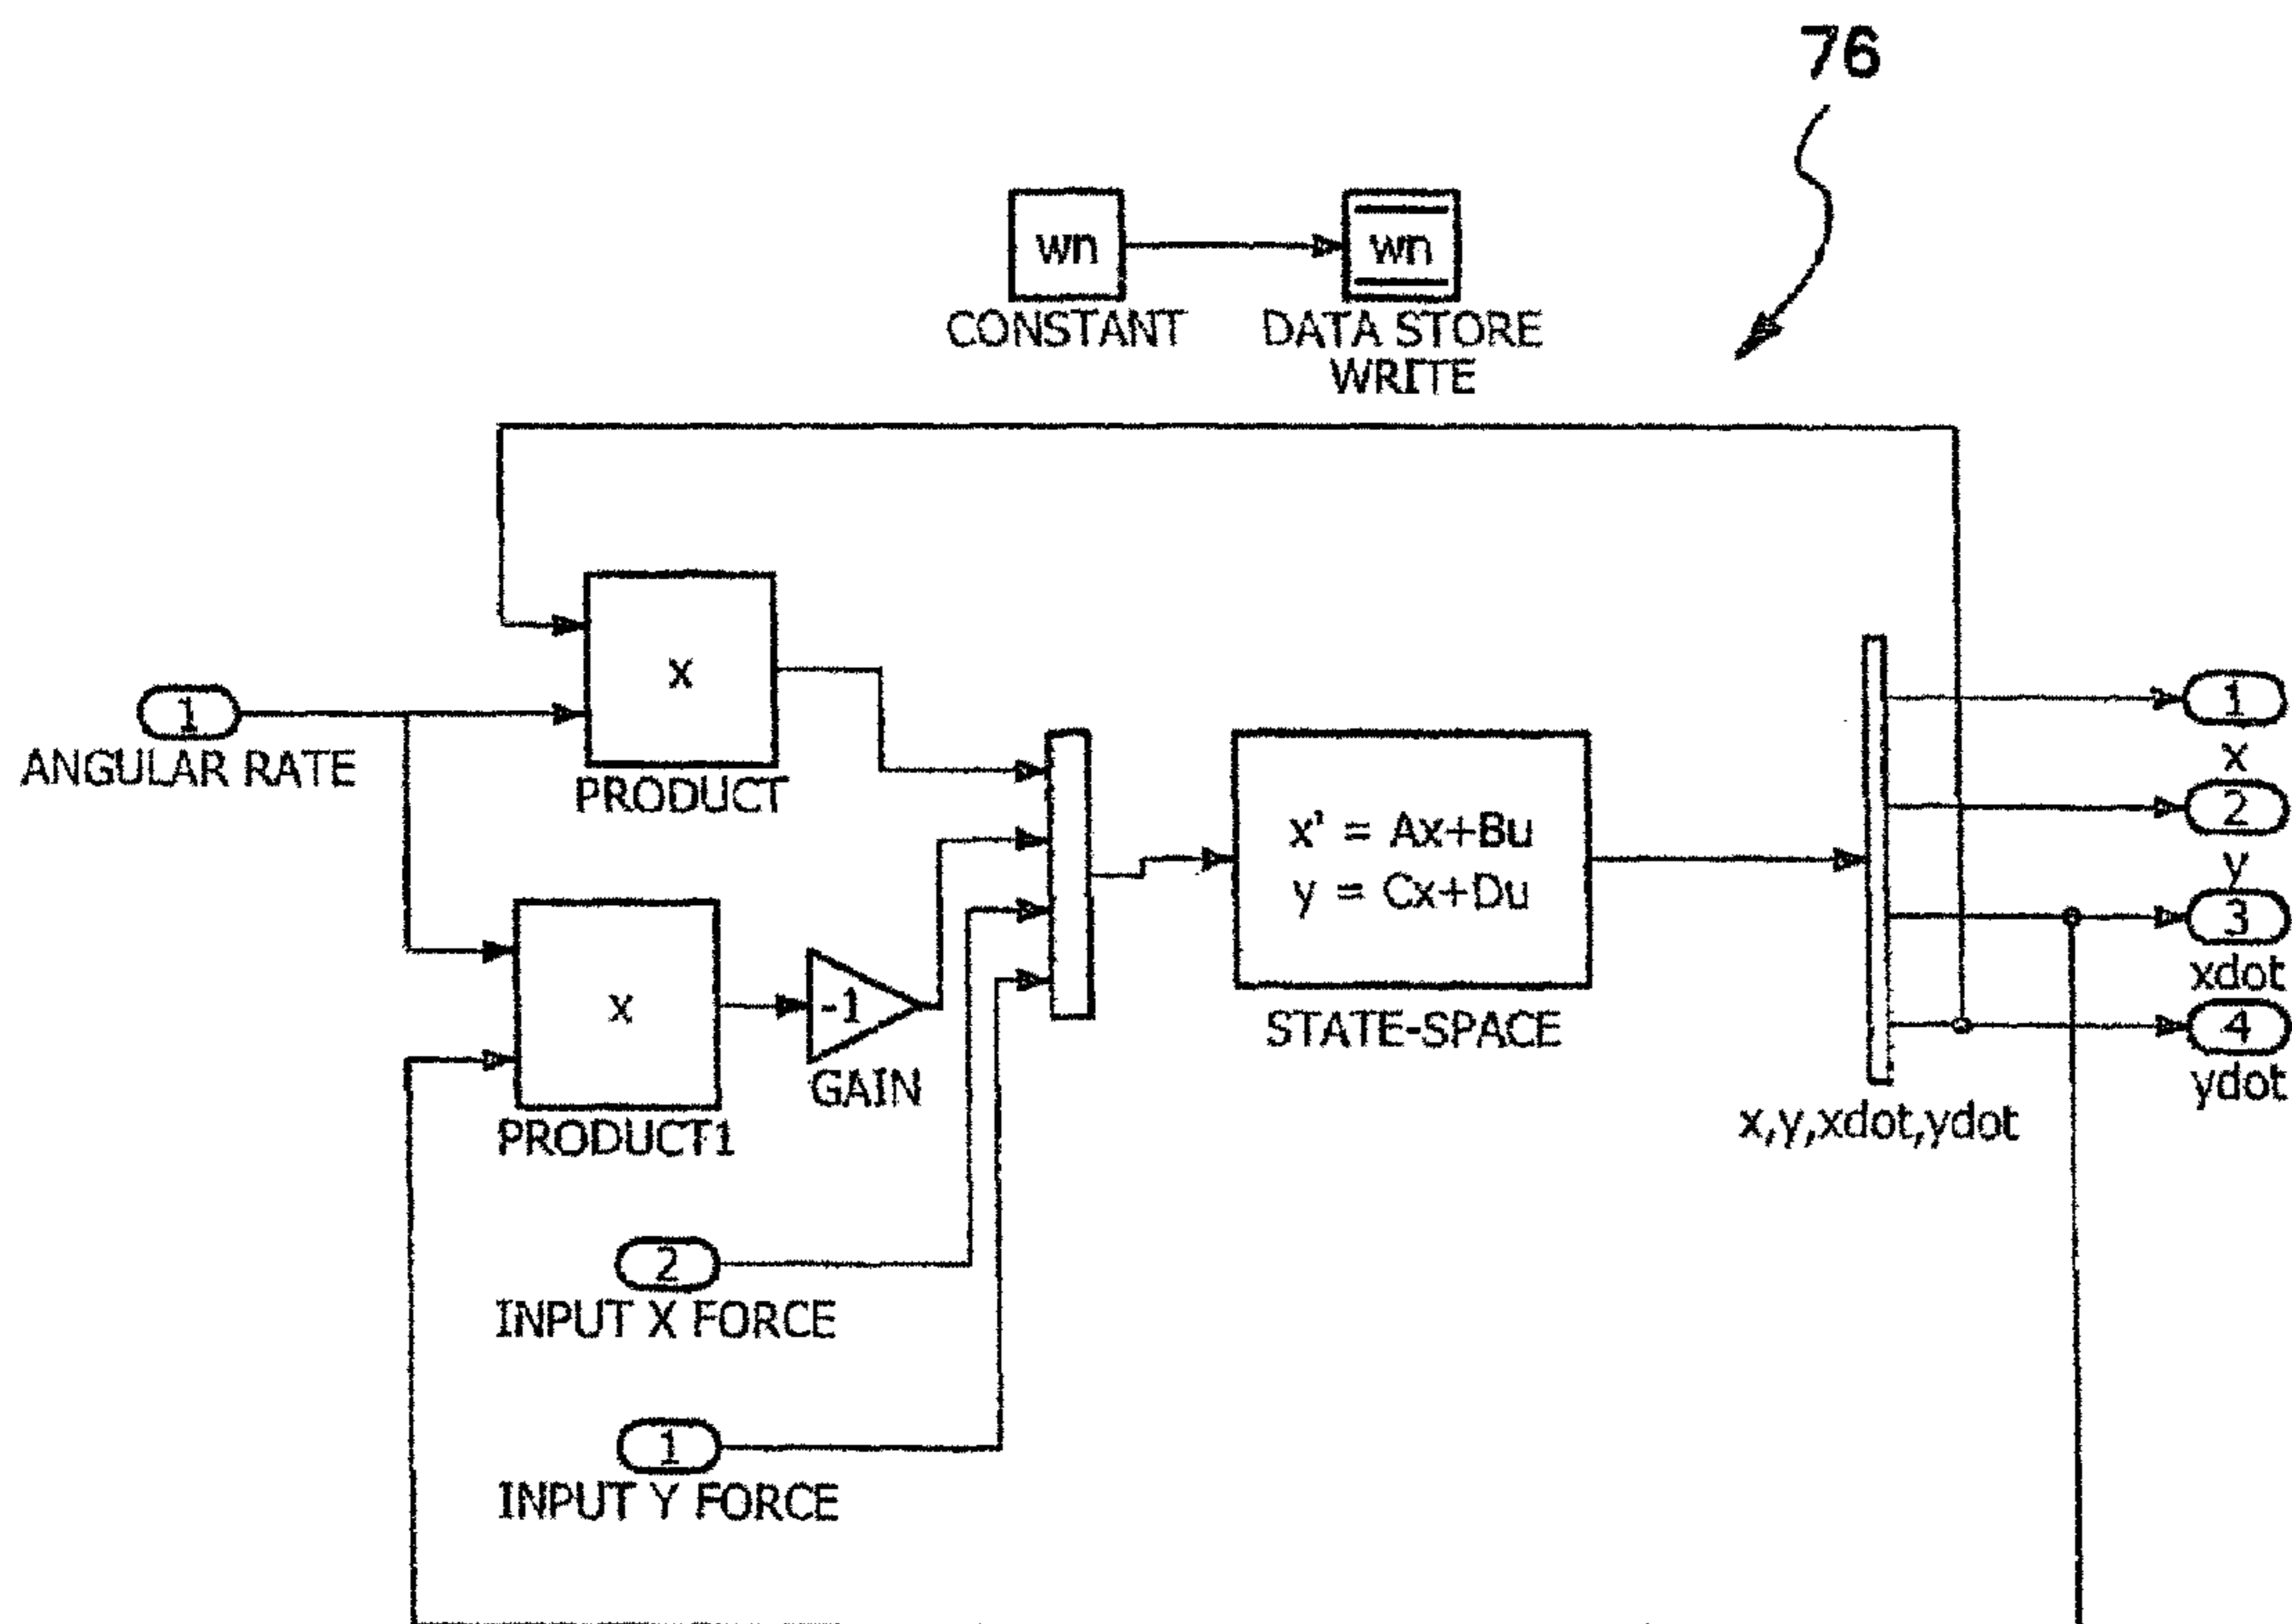 76
wn
wn
CONSTANT
DATA STORE
WRITE
x
1
ANGULAR RATE
PRODUCT
1
x
2
y
3
xdot
4
ydot
x' = Ax+Bu
y = Cx+Du
STATE-SPACE
x
-1
GAIN
PRODUCT1
x,y,xdot,ydot
2
INPUT X FORCE
1
INPUT Y FORCE